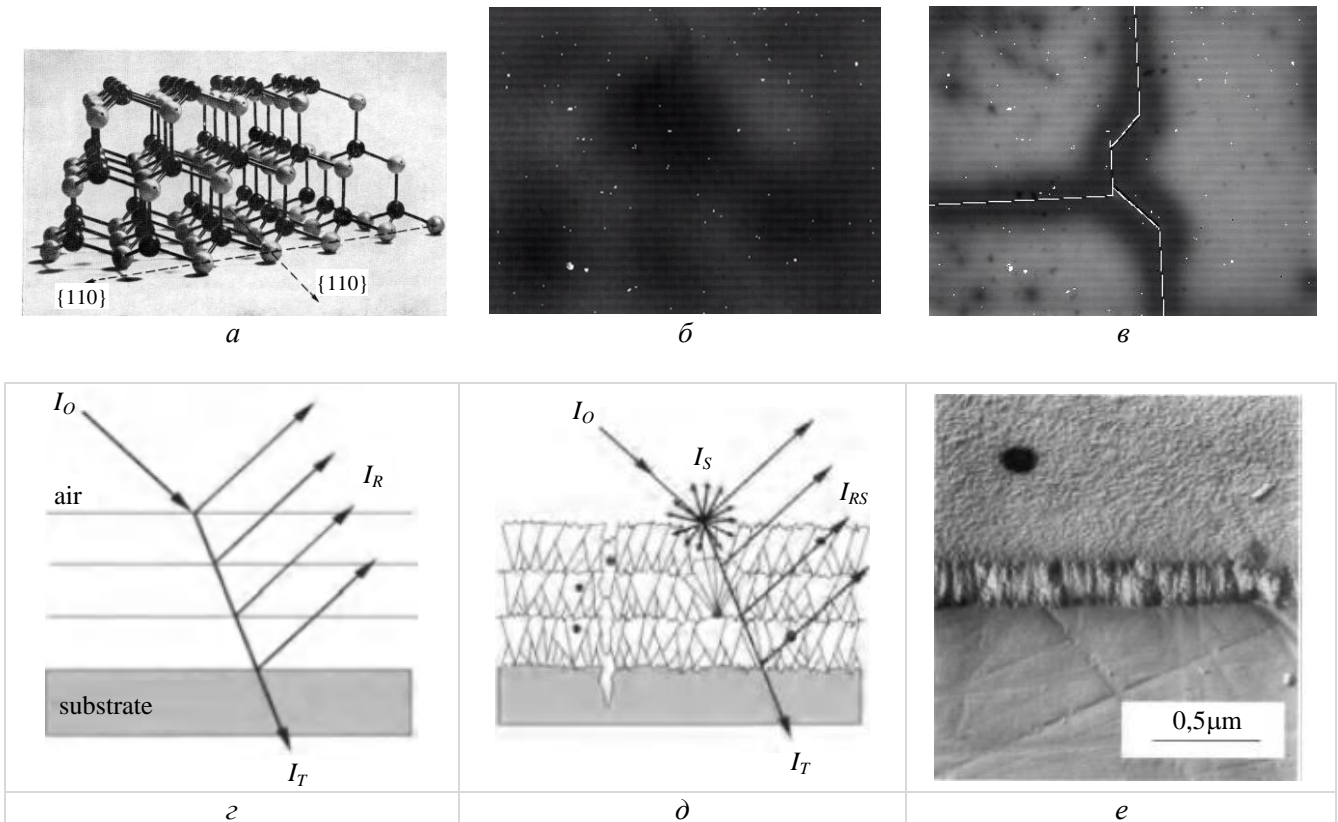 {110}
{110}
а
б
в
I_O
air
I_R
substrate
I_T
г
I_O
I_S
I_RS
I_T
д
0,5μm
е